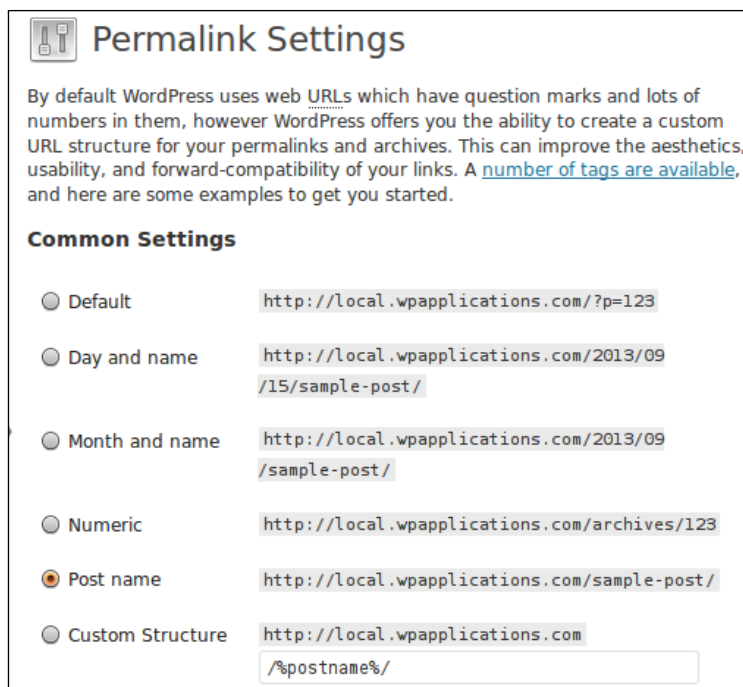 Permalink Settings
By default WordPress uses web URLs which have question marks and lots of
numbers in them, however WordPress offers you the ability to create a custom
URL structure for your permalinks and archives. This can improve the aesthetics,
usability, and forward-compatibility of your links. A number of tags are available,
and here are some examples to get you started.
Common Settings
Default http://local.wpapplications.com/?p=123
Day and name http://local.wpapplications.com/2013/09
/15/sample-post/
Month and name http://local.wpapplications.com/2013/09
/sample-post/
Numeric http://local.wpapplications.com/archives/123
Post name http://local.wpapplications.com/sample-post/
Custom Structure http://local.wpapplications.com
/%postname%/